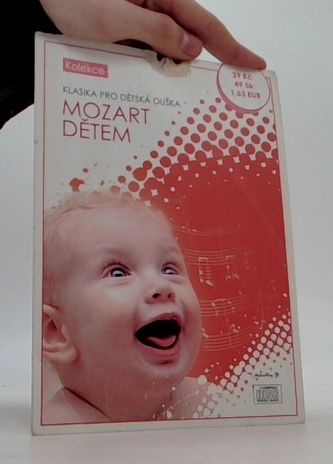 Kolekce
39 Kč
49 Sk
1,63 EUR
KLASIKA PRO DĚTSKÁ OUŠKA
MOZART
DĚTEM